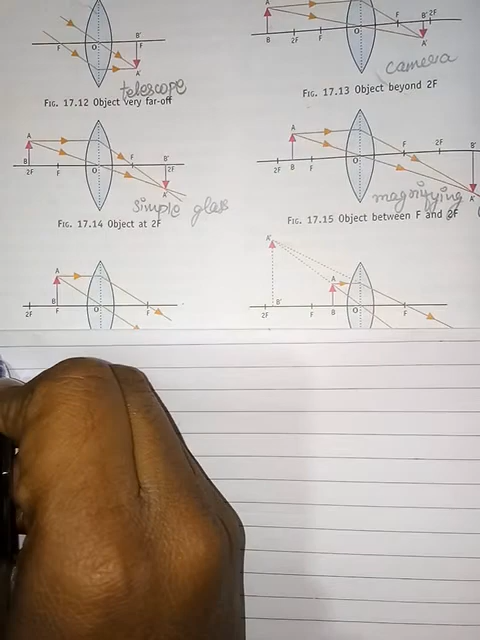 B' B' 2F
F O F B 2F F O F A'
A' camera
telescope
FIG. 17.12 Object very far-off FIG. 17.13 Object beyond 2F
A A
B' 2F B'
2F F O F 2F 2F B F O F
A' A'
simple glass magnifying
FIG. 17.14 Object at 2F FIG. 17.15 Object between F and 2F
A'
A A
2F B F O F 2F B' F B O F